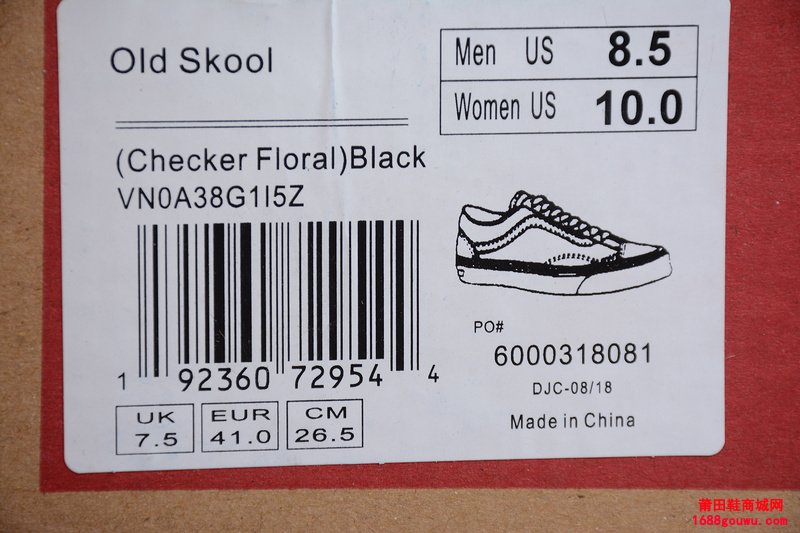 Old Skool
Men US 8.5
Women US 10.0
(Checker Floral)Black
VN0A38G1I5Z
1 92360 72954 4
UK 7.5
EUR 41.0
CM 26.5
PO#
6000318081
DJC-08/18
Made in China
莆田鞋商城网
1688gouwu.com